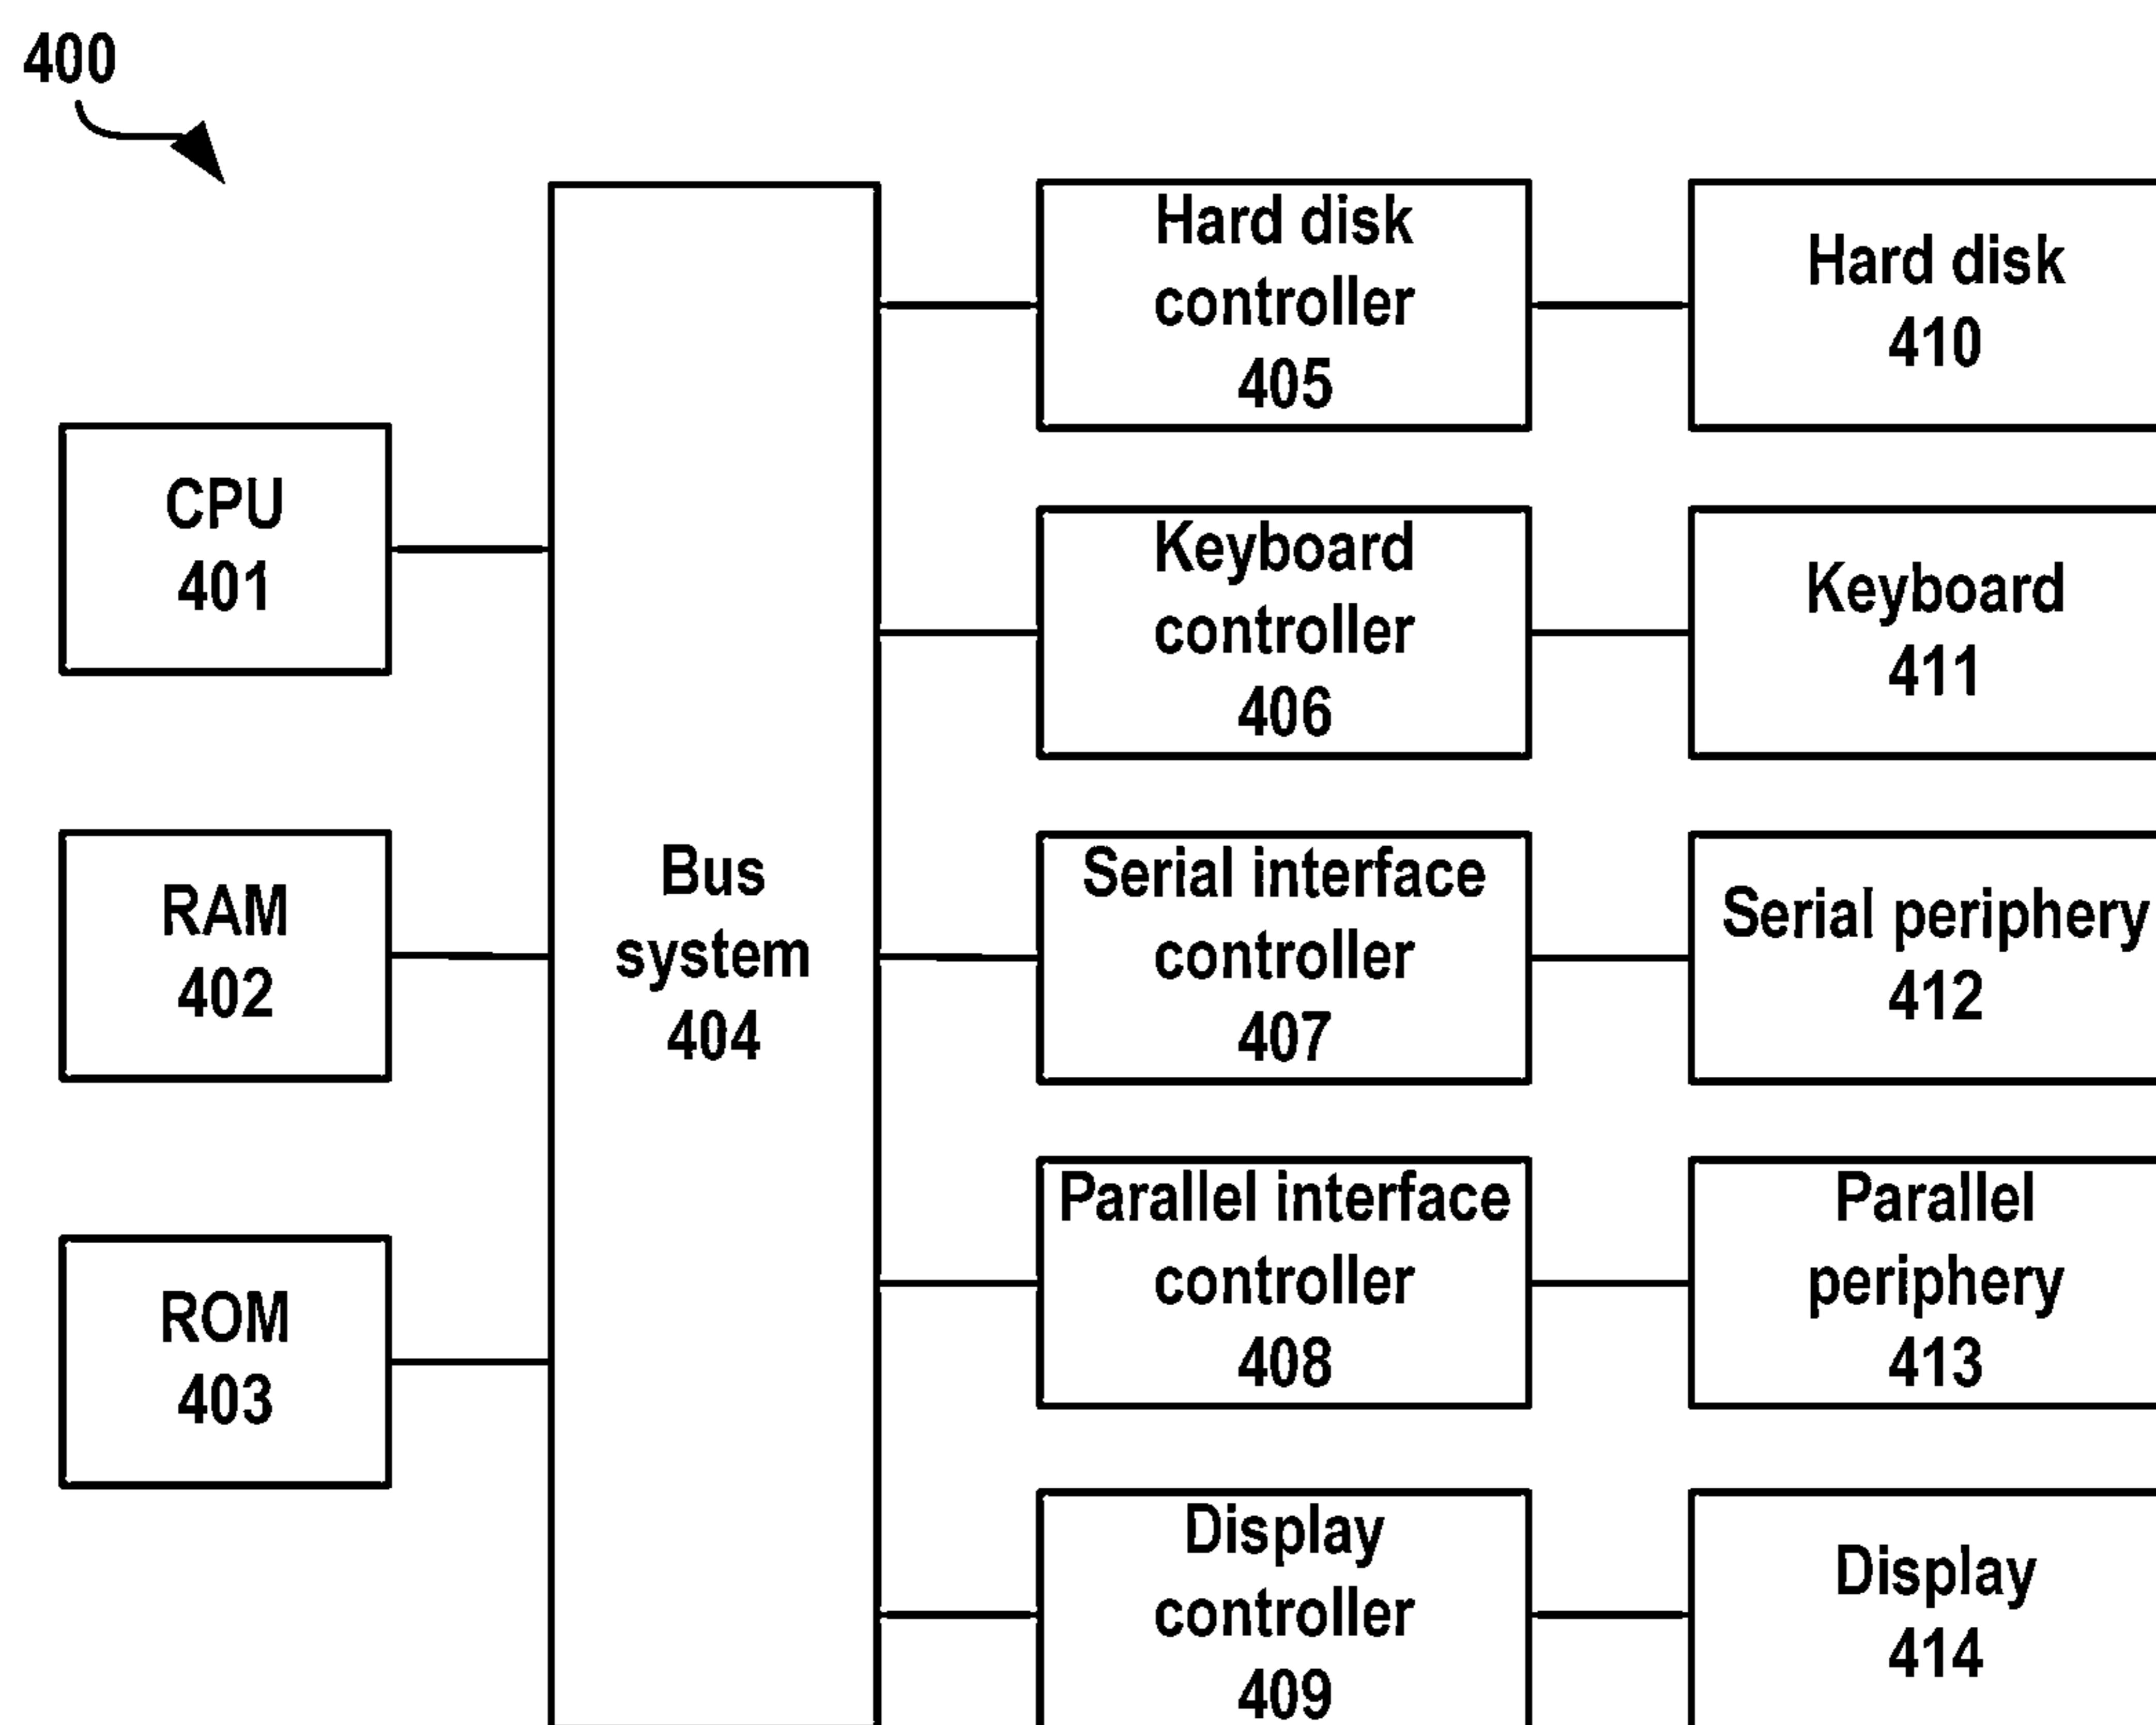 400
CPU
401
RAM
402
ROM
403
Bus
system
404
Hard disk
controller
405
Keyboard
controller
406
Serial interface
controller
407
Parallel interface
controller
408
Display
controller
409
Hard disk
410
Keyboard
411
Serial periphery
412
Parallel
periphery
413
Display
414